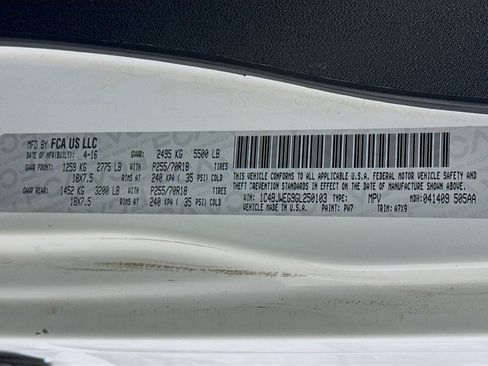 MFD BY FCA US LLC
DATE OF MFR(BUILT): 4-16 GVWR: 2495 KG 5500 LB
GAWR FRONT: 1259 KG 2775 LB P255/70R18 TIRES
18X7.5 RIMS AT 240 KPA ( 35 PSI) COLD
GAWR REAR: 1452 KG 3200 LB P255/70R18 TIRES
18X7.5 RIMS AT 240 KPA ( 35 PSI) COLD
THIS VEHICLE CONFORMS TO ALL APPLICABLE U.S.A. FEDERAL MOTOR VEHICLE SAFETY AND
THEFT PREVENTION STANDARDS IN EFFECT ON THE DATE OF MANUFACTURE SHOWN ABOVE.
VIN: 1C4BJWEG9GL250103 TYPE: MPV MDH: 041409 505AA
VEHICLE MADE IN U.S.A. PAINT: PW7 TRIM: A7X9